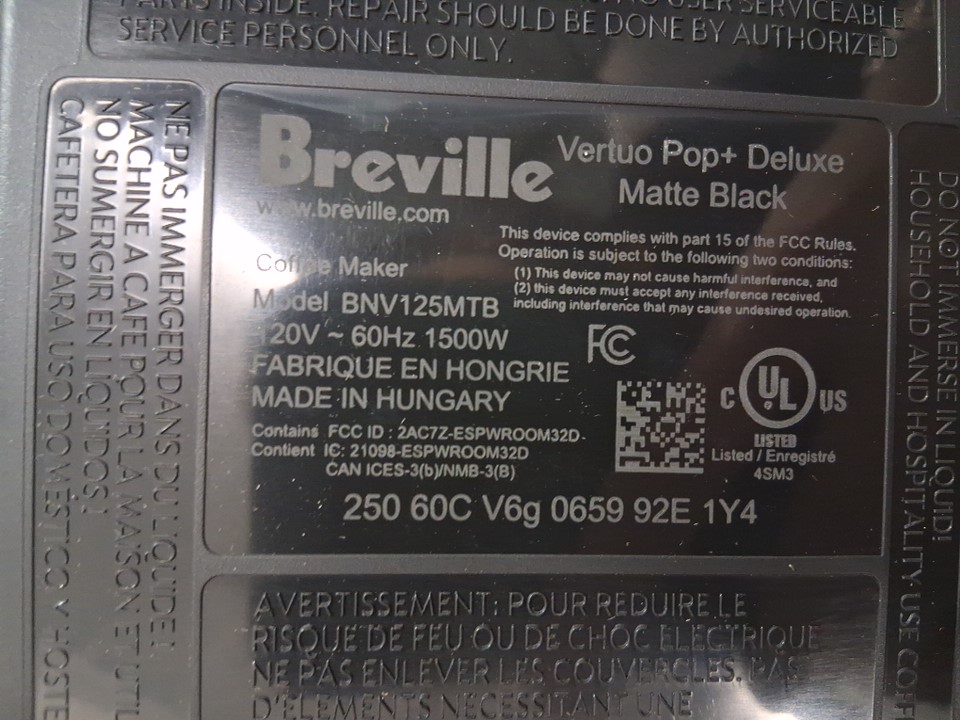 PARTS INSIDE. REPAIR SHOULD BE DONE BY AUTHORIZED
NO USER SERVICEABLE
SERVICE PERSONNEL ONLY.
Breville
www.breville.com
Vertuo Pop+ Deluxe
Matte Black
This device complies with part 15 of the FCC Rules.
Operation is subject to the following two conditions:
(1) This device may not cause harmful interference, and
(2) this device must accept any interference received,
including interference that may cause undesired operation.
Coffee Maker
Model BNV125MTB
120V ~ 60Hz 1500W
FABRIQUE EN HONGRIE
MADE IN HUNGARY
FC
Contains FCC ID : 2AC7Z-ESPWROOM32D-
Contient IC: 21098-ESPWROOM32D
CAN ICES-3(b)/NMB-3(B)
C UL US
LISTED
Listed / Enregistré
4SM3
250 60C V6g 0659 92E 1Y4
NE PAS IMMERGER DANS DU LIQUIDE!
MACHINE A CAFE POUR LA MAISON ET
NO SUMERGIR EN LÍQUIDOS!
CAFETERA PARA USO DOMÉSTICO Y
DO NOT IMMERSE IN LIQUID!
HOUSEHOLD AND HOSPITALITY USE
AVERTISSEMENT: POUR REDUIRE LE
RISQUE DE FEU OU DE CHOC ELECTRIQUE
NE PAS ENLEVER LES COUVERCLES. PAS
D'ELEMENTS NECESSITANT UNE